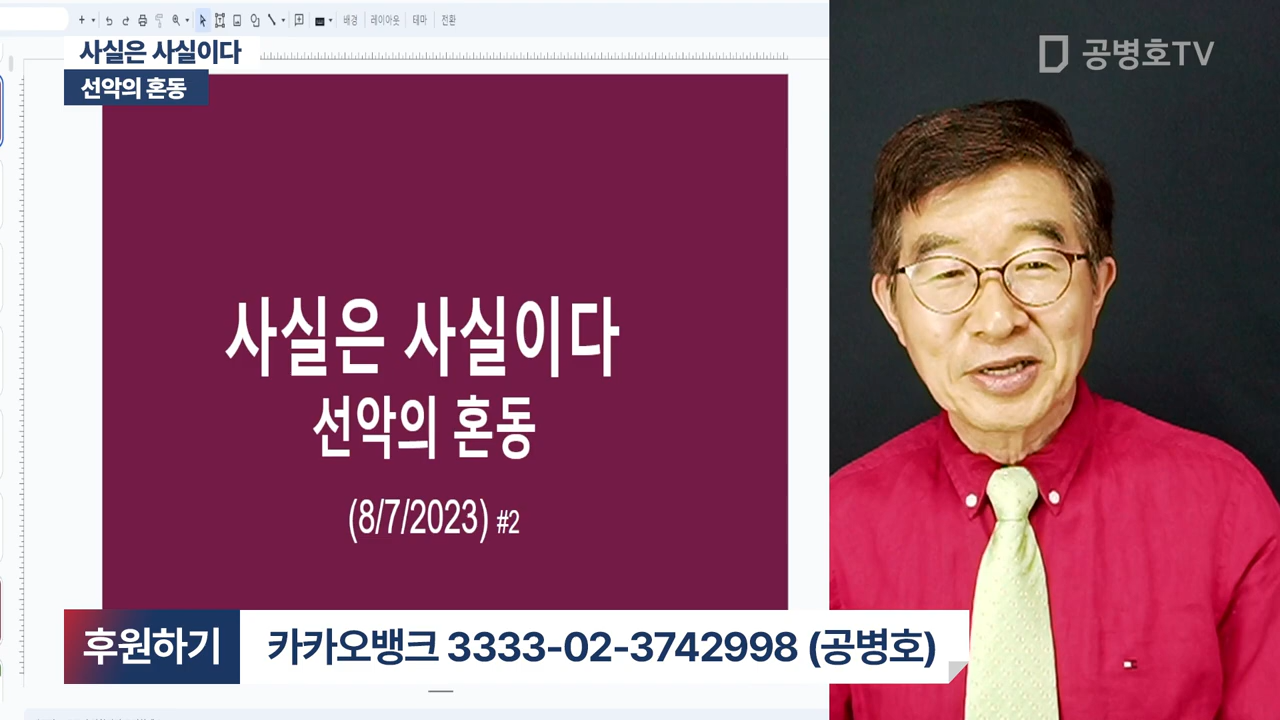 배경 레이아웃 테마 전환
사실은 사실이다
선악의 혼동
공병호TV
사실은 사실이다
선악의 혼동
(8/7/2023) #2
후원하기 카카오뱅크 3333-02-3742998 (공병호)